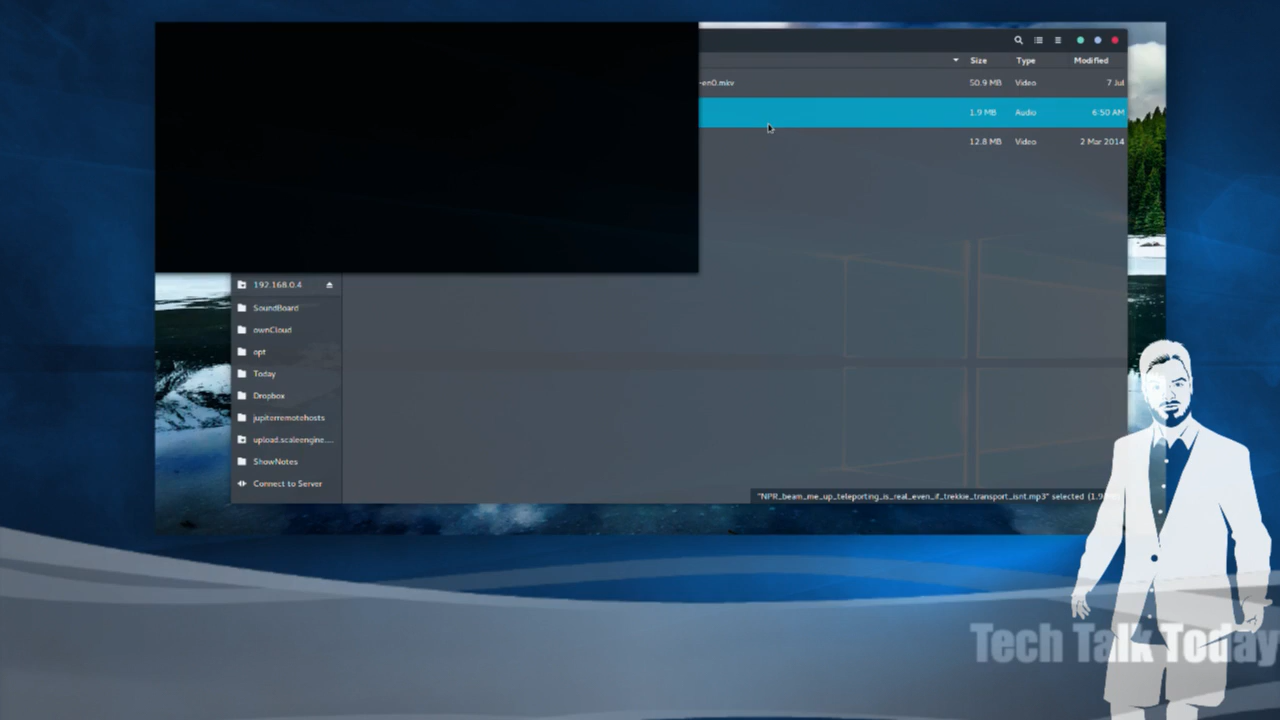 Size Type Modified
-en0.mkv 50.9 MB Video 7 Jul
1.9 MB Audio 6:50 AM
12.8 MB Video 2 Mar 2014
192.168.0.4
SoundBoard
ownCloud
opt
Today
Dropbox
jupiterremotehosts
upload.scaleengine....
ShowNotes
Connect to Server
"NPR_beam_me_up_teleporting_is_real_even_if_trekkie_transport_isnt.mp3" selected (1.9
Tech Talk Today